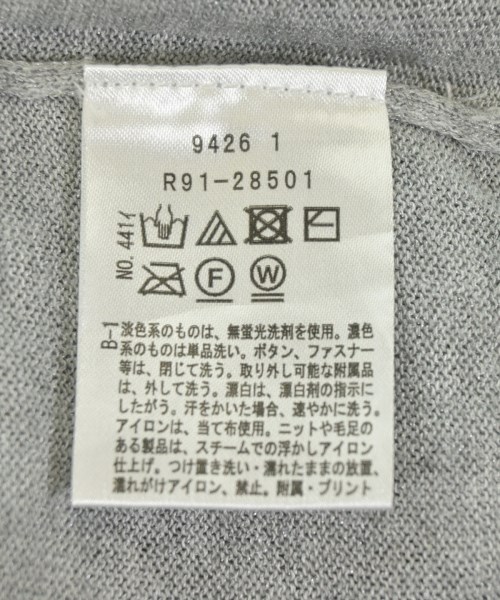 9426 1
R91-28501
NO. 441イ
F W
B-1
淡色系のものは、無蛍光洗剤を使用。濃色
系のものは単品洗い。ボタン、ファスナー
等は、閉じて洗う。取り外し可能な附属品
は、外して洗う。漂白は、漂白剤の指示に
したがう。汗をかいた場合、速やかに洗う。
アイロンは、当て布使用。ニットや毛足の
ある製品は、スチームでの浮かしアイロン
仕上げ。つけ置き洗い・濡れたままの放置、
濡れがけアイロン、禁止。附属・プリント